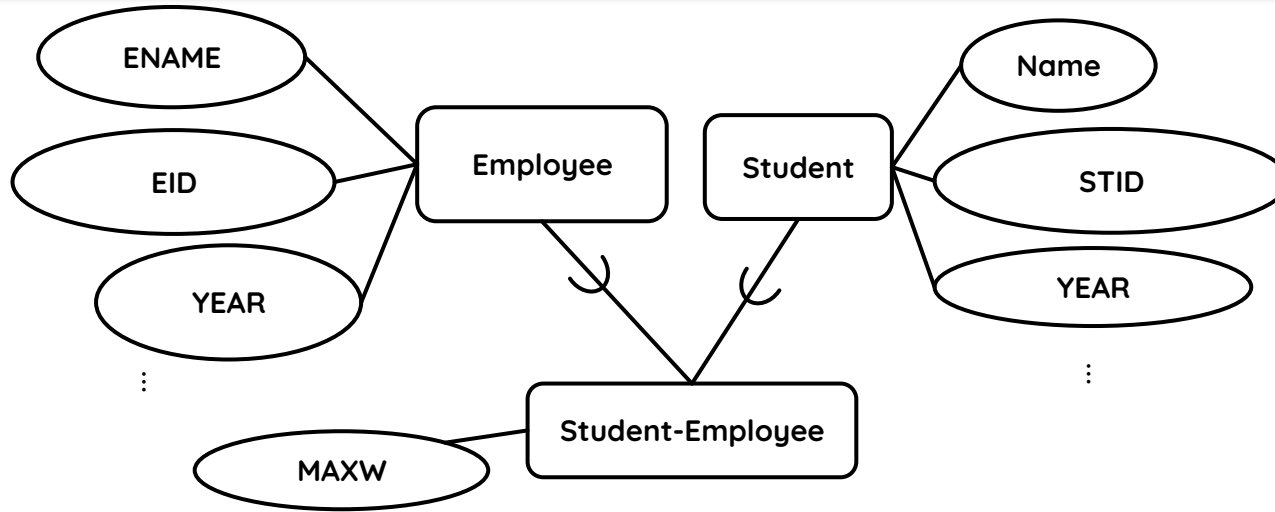 ENAME
Name
Employee
Student
EID
STID
YEAR
YEAR
⋮
⋮
Student-Employee
MAXW